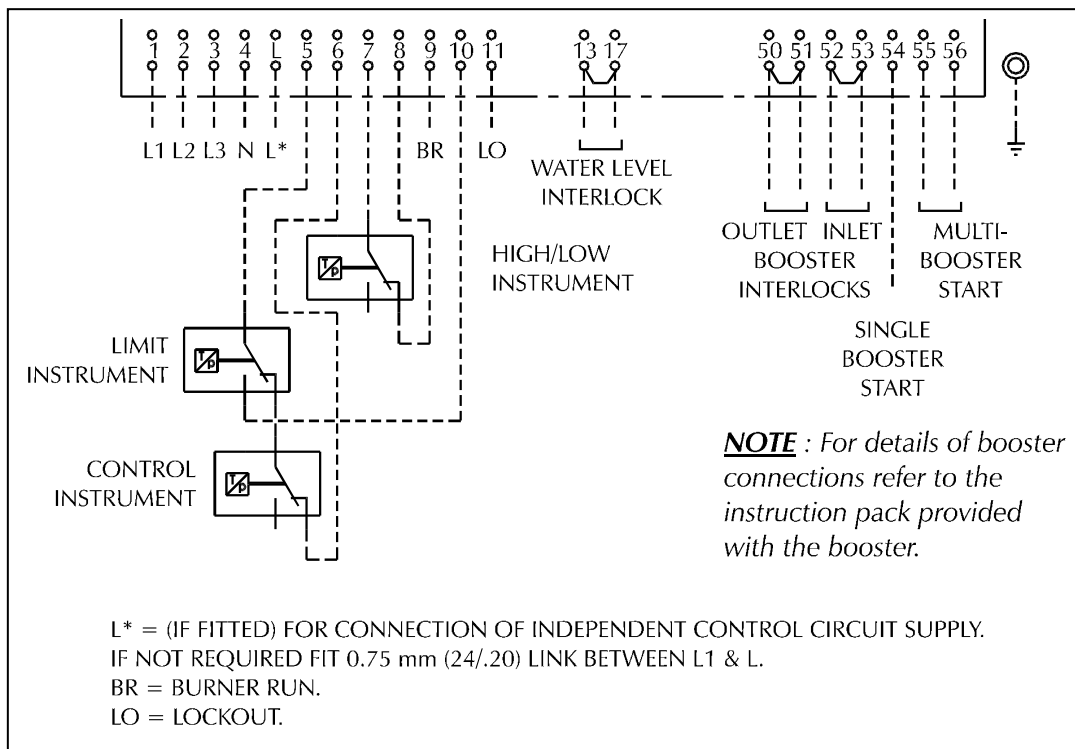 1 2 3 4 L 5 6 7 8 9 10 11 13 17 50 51 52 53 54 55 56
L1 L2 L3 N L* BR LO
WATER LEVEL
INTERLOCK
OUTLET INLET
BOOSTER
INTERLOCKS
MULTI-
BOOSTER
START
HIGH/LOW
INSTRUMENT
T/p
SINGLE
BOOSTER
START
LIMIT
INSTRUMENT
T/p
CONTROL
INSTRUMENT
T/p
NOTE : For details of booster
connections refer to the
instruction pack provided
with the booster.
L* = (IF FITTED) FOR CONNECTION OF INDEPENDENT CONTROL CIRCUIT SUPPLY.
IF NOT REQUIRED FIT 0.75 mm (24/.20) LINK BETWEEN L1 & L.
BR = BURNER RUN.
LO = LOCKOUT.